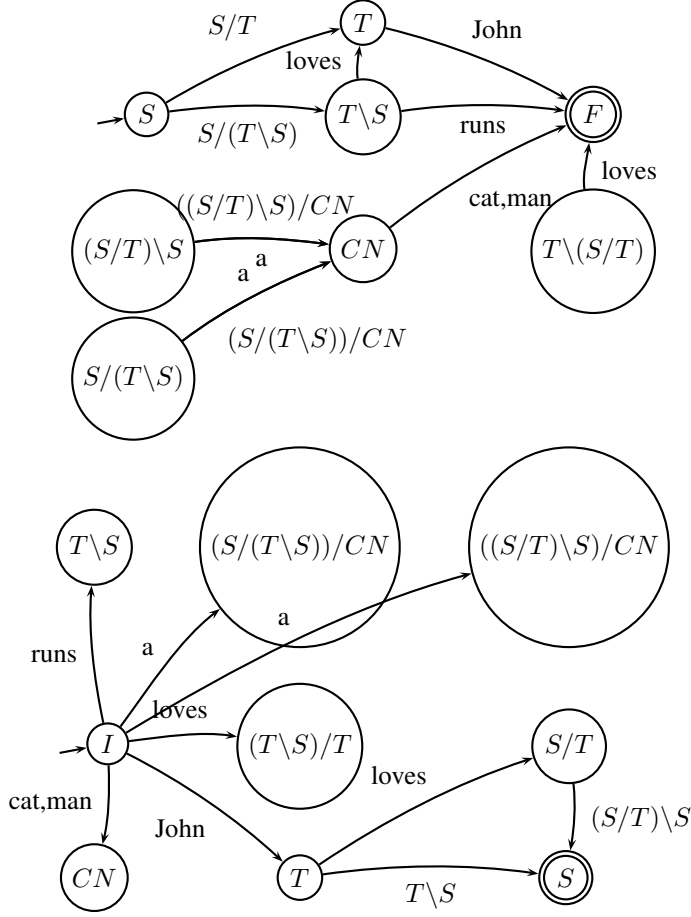 S/T
T
John
loves
S
S/(T\S)
T\S
runs
F
loves
((S/T)\S)/CN
cat,man
(S/T)\S
a
CN
T\(S/T)
a
(S/(T\S))/CN
S/(T\S)
T\S
(S/(T\S))/CN
((S/T)\S)/CN
a
a
runs
loves
I
(T\S)/T
S/T
loves
cat,man
(S/T)\S
John
CN
T
T\S
S